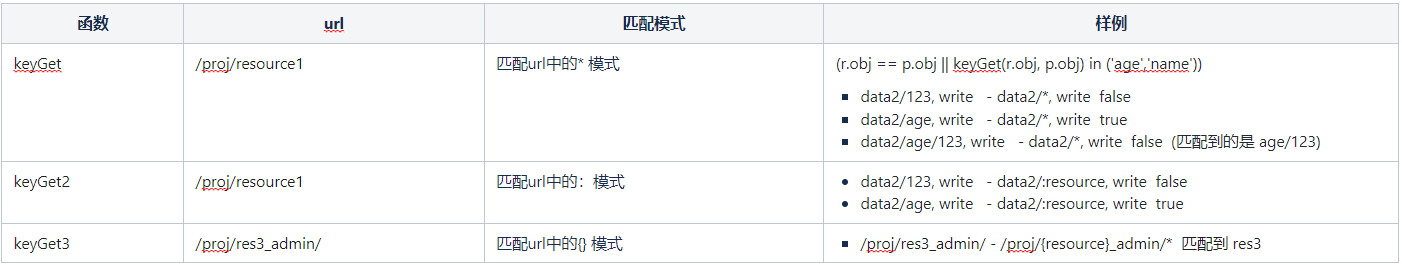 函数 url 匹配模式 样例
keyGet /proj/resource1 匹配url中的* 模式 (r.obj == p.obj || keyGet(r.obj, p.obj) in ('age','name'))
▪ data2/123, write - data2/*, write false
▪ data2/age, write - data2/*, write true
▪ data2/age/123, write - data2/*, write false (匹配到的是 age/123)
keyGet2 /proj/resource1 匹配url中的：模式 • data2/123, write - data2/:resource, write false
• data2/age, write - data2/:resource, write true
keyGet3 /proj/res3_admin/ 匹配url中的{} 模式 ▪ /proj/res3_admin/ - /proj/{resource}_admin/* 匹配到 res3